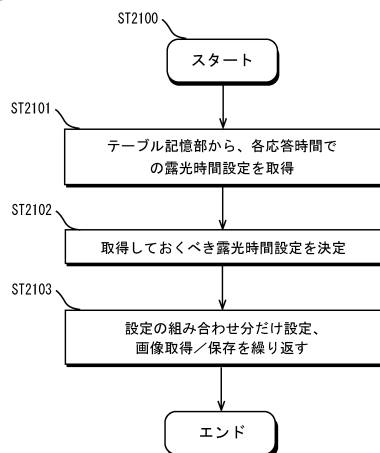 ST2100
スタート
ST2101
テーブル記憶部から、各応答時間で
の露光時間設定を取得
ST2102
取得しておくべき露光時間設定を決定
ST2103
設定の組み合わせ分だけ設定、
画像取得／保存を繰り返す
エンド